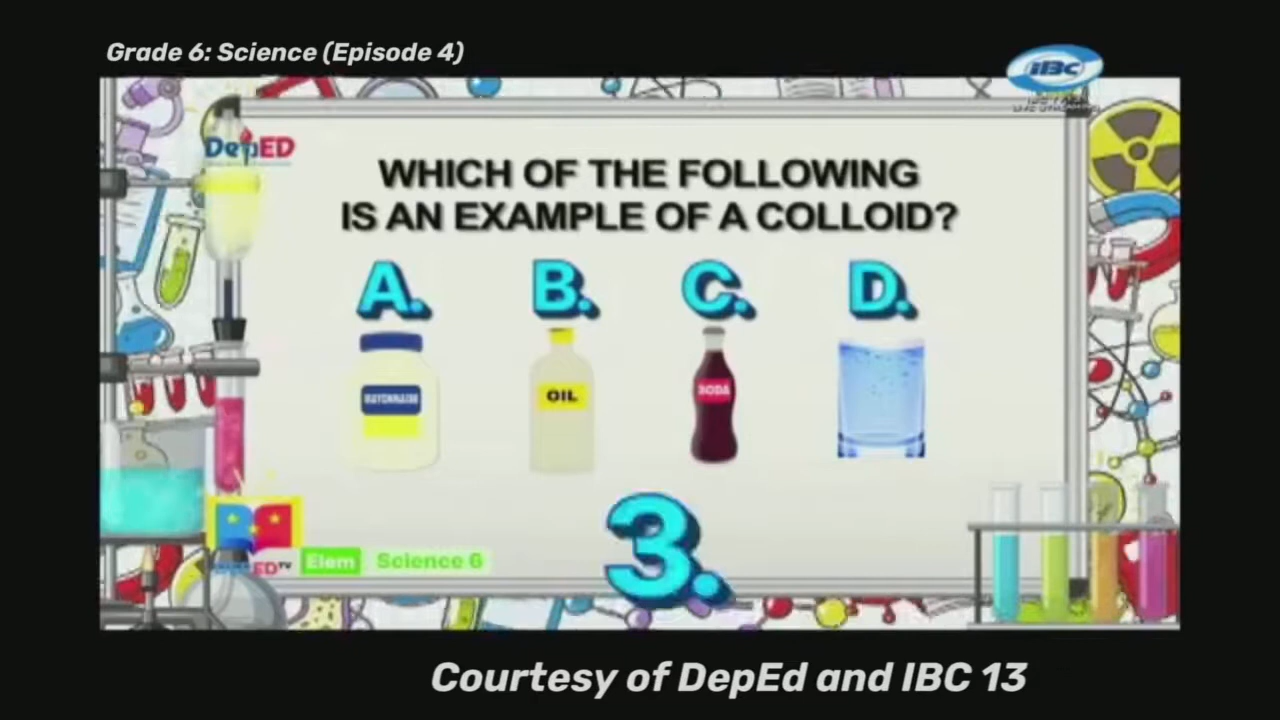 Grade 6: Science (Episode 4)
iBC
DepED
WHICH OF THE FOLLOWING
IS AN EXAMPLE OF A COLLOID?
A. B. C. D.
MAYONNAISE
OIL
SODA
3.
EDTV
Elem Science 6
Courtesy of DepEd and IBC 13